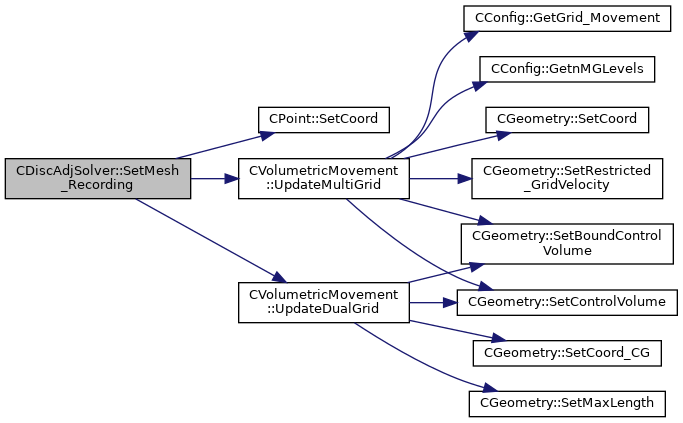 CDiscAdjSolver::SetMesh
_Recording
CPoint::SetCoord
CVolumetricMovement
::UpdateMultiGrid
CVolumetricMovement
::UpdateDualGrid
CConfig::GetGrid_Movement
CConfig::GetnMGLevels
CGeometry::SetCoord
CGeometry::SetRestricted
_GridVelocity
CGeometry::SetBoundControl
Volume
CGeometry::SetControlVolume
CGeometry::SetCoord_CG
CGeometry::SetMaxLength